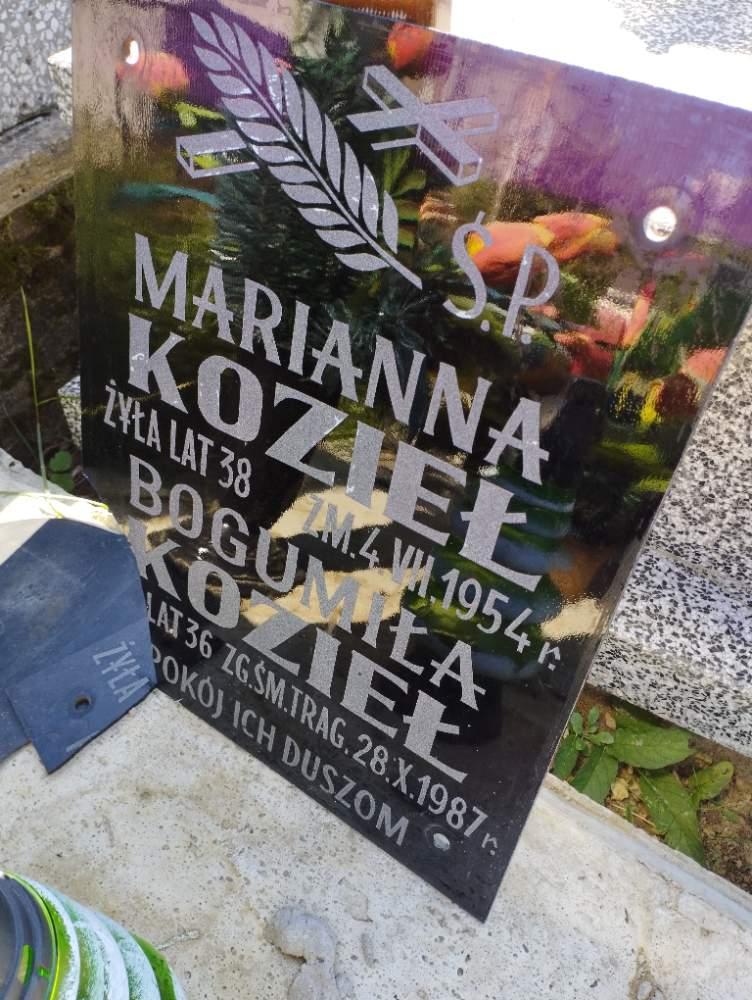 Ś.P.
MARIANNA
KOZIEŁ
ŻYŁA LAT 38 ZM. 4. VII. 1954 r.
BOGUMIŁA
KOZIEŁ
ŻYŁA LAT 36 ZG. ŚM. TRAG. 28. X. 1987 r.
POKÓJ ICH DUSZOM